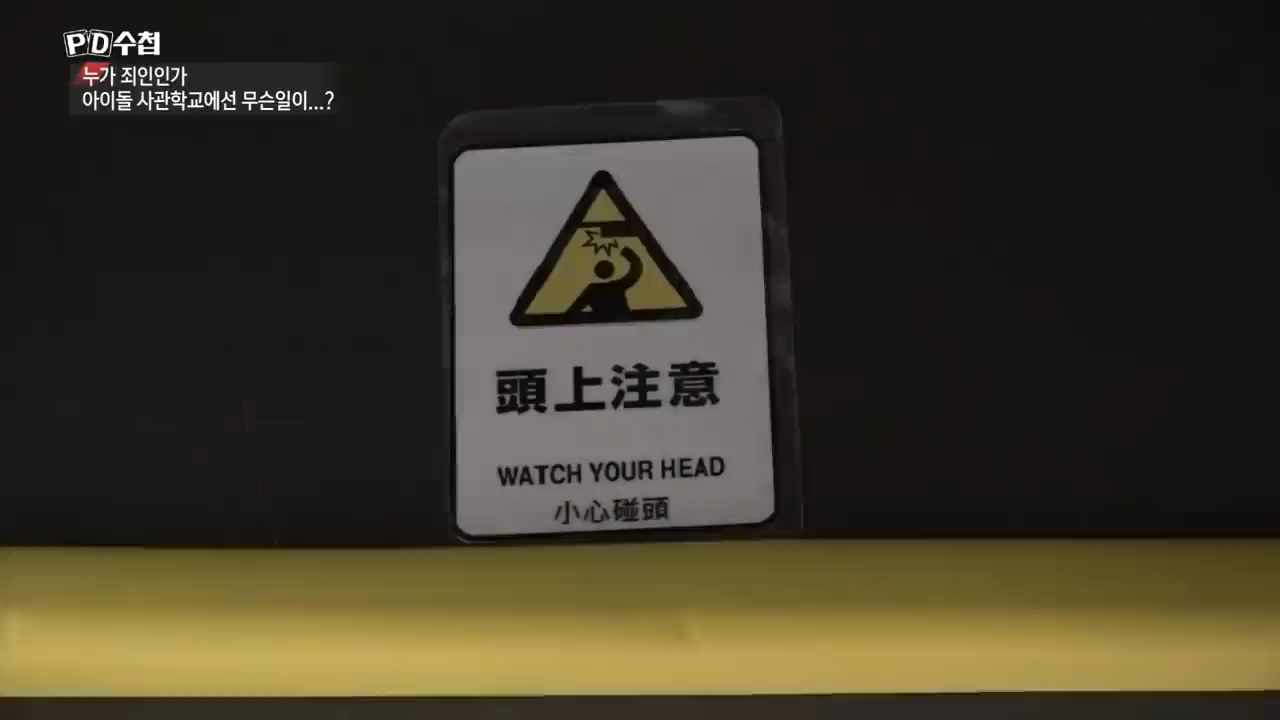 PD수첩
누가 죄인인가
아이돌 사관학교에선 무슨일이...?
頭上注意
WATCH YOUR HEAD
小心碰頭